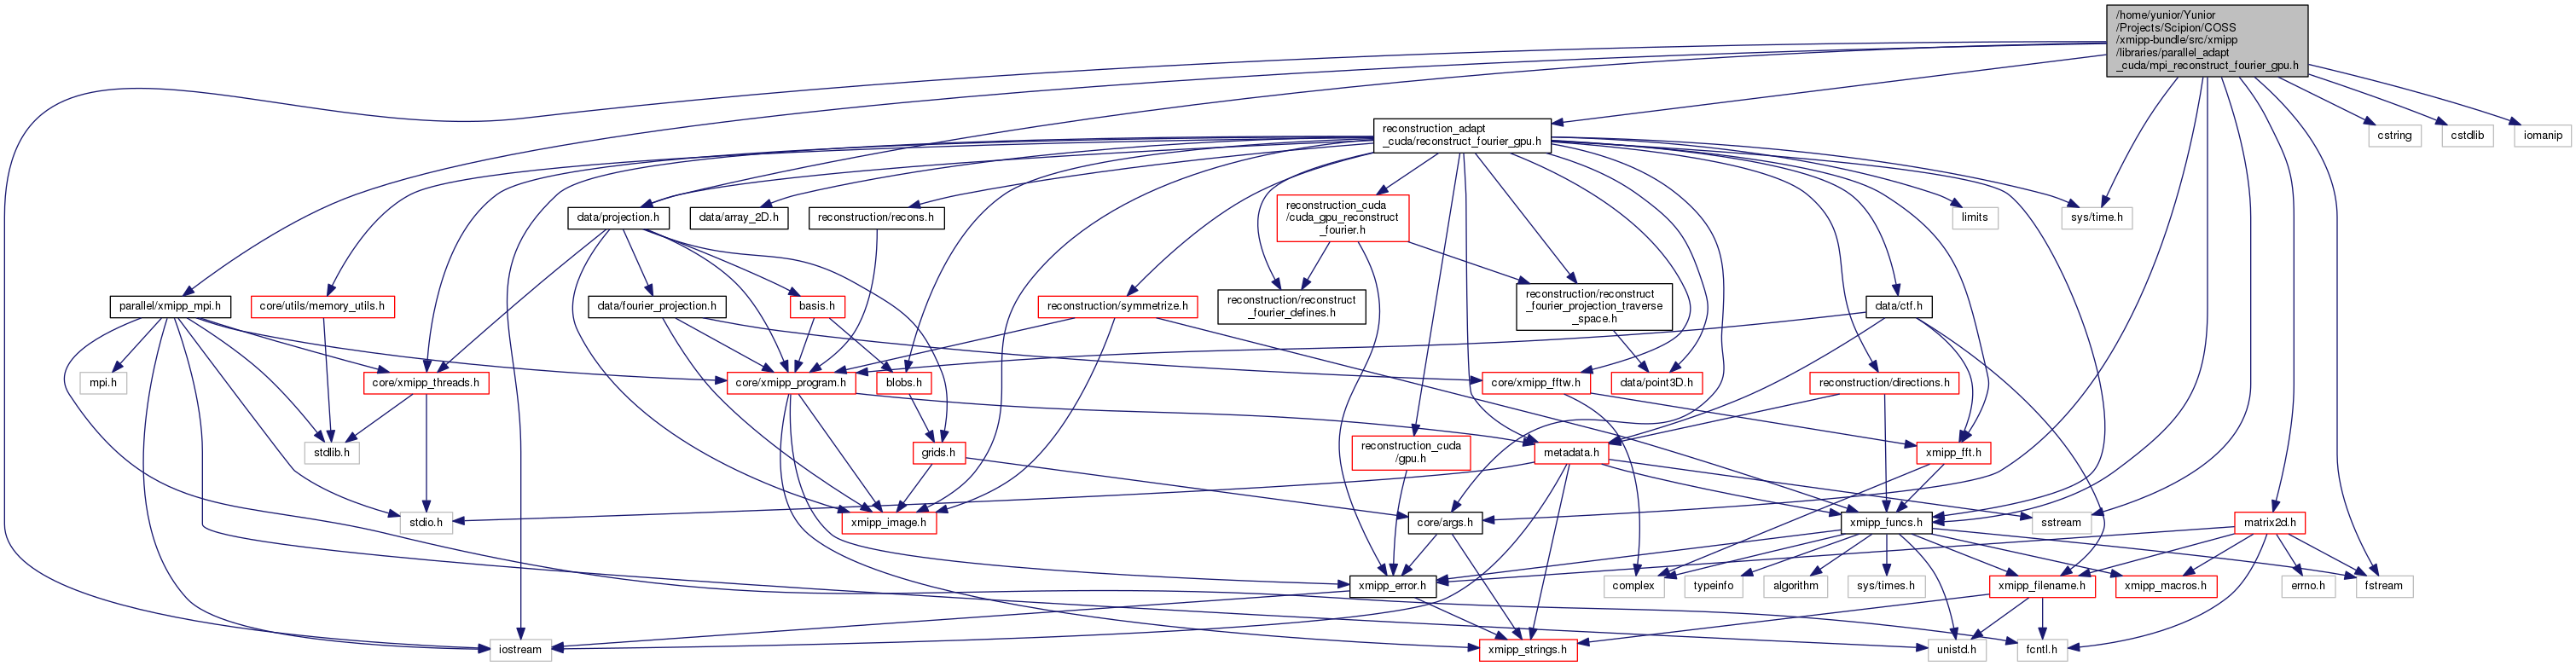 /home/yunior/Yunior
/Projects/Scipion/COSS
/xmipp-bundle/src/xmipp
/libraries/parallel_adapt
_cuda/mpi_reconstruct_fourier_gpu.h
reconstruction_adapt
_cuda/reconstruct_fourier_gpu.h
cstring
cstdlib
iomanip
data/projection.h
data/array_2D.h
reconstruction/recons.h
reconstruction_cuda
/cuda_gpu_reconstruct
_fourier.h
limits
sys/time.h
parallel/xmipp_mpi.h
core/utils/memory_utils.h
data/fourier_projection.h
basis.h
reconstruction/symmetrize.h
reconstruction/reconstruct
_fourier_defines.h
reconstruction/reconstruct
_fourier_projection_traverse
_space.h
data/ctf.h
mpi.h
core/xmipp_threads.h
core/xmipp_program.h
blobs.h
core/xmipp_fftw.h
data/point3D.h
reconstruction/directions.h
stdlib.h
grids.h
reconstruction_cuda
/gpu.h
metadata.h
xmipp_fft.h
stdio.h
xmipp_image.h
core/args.h
xmipp_funcs.h
sstream
matrix2d.h
xmipp_error.h
complex
typeinfo
algorithm
sys/times.h
xmipp_filename.h
xmipp_macros.h
errno.h
fstream
iostream
xmipp_strings.h
unistd.h
fcntl.h